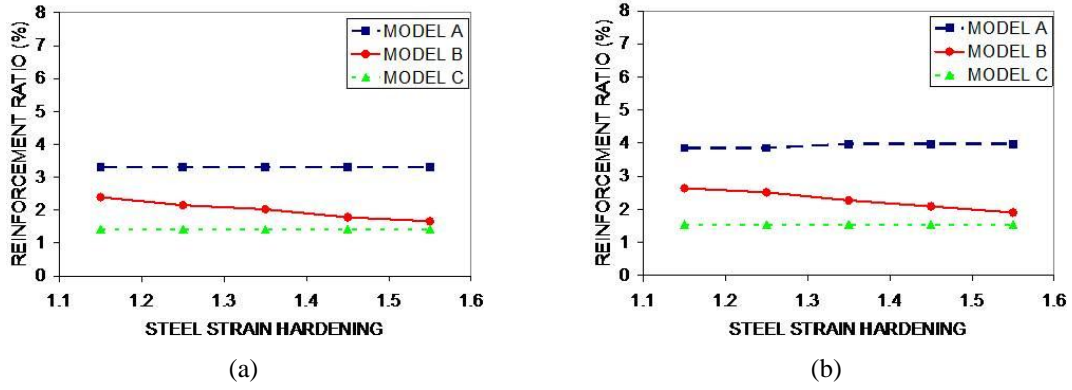 REINFORCEMENT RATIO (%)
8
7
6
5
4
3
2
1
0
1.1 1.2 1.3 1.4 1.5 1.6
STEEL STRAIN HARDENING
MODEL A
MODEL B
MODEL C
(a)
REINFORCEMENT RATIO (%)
8
7
6
5
4
3
2
1
0
1.1 1.2 1.3 1.4 1.5 1.6
STEEL STRAIN HARDENING
MODEL A
MODEL B
MODEL C
(b)